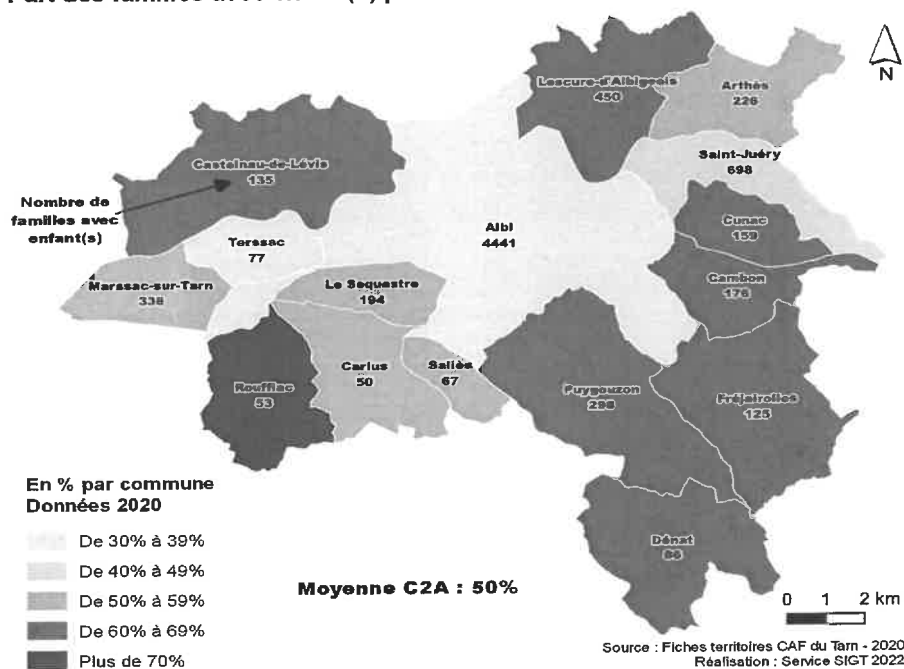 N
Lescure-d'Albigeois
450
Arthès
226
Castelnau-de-Lévis
135
Saint-Juéry
698
Nombre de
familles avec
enfant(s)
Terssac
77
Albi
4441
Cunac
159
Marssac-sur-Tarn
338
Le Sequestre
194
Cambon
176
Rouffiac
53
Carlus
50
Saliès
67
Puygouzon
298
Fréjairolles
125
Dénat
86
En % par commune
Données 2020
De 30% à 39%
De 40% à 49%
De 50% à 59%
De 60% à 69%
Plus de 70%
Moyenne C2A : 50%
0 1 2 km
Source : Fiches territoires CAF du Tarn - 2020
Réalisation : Service SIGT 2022